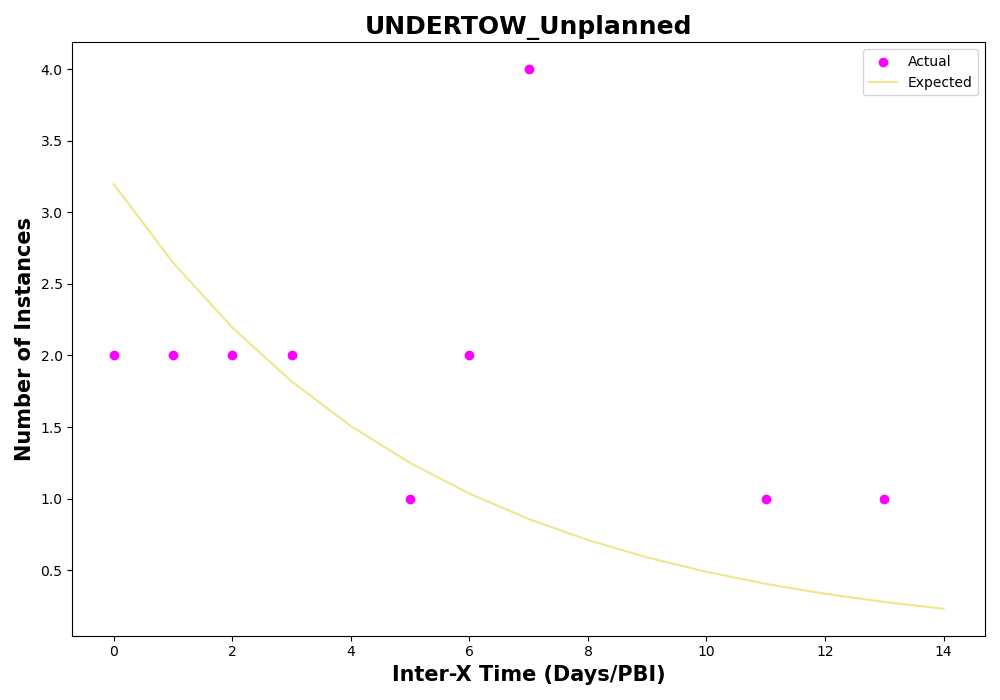 UNDERTOW_Unplanned
Actual
Expected
4.0
3.5
3.0
2.5
2.0
1.5
1.0
0.5
Number of Instances
0 2 4 6 8 10 12 14
Inter-X Time (Days/PBI)